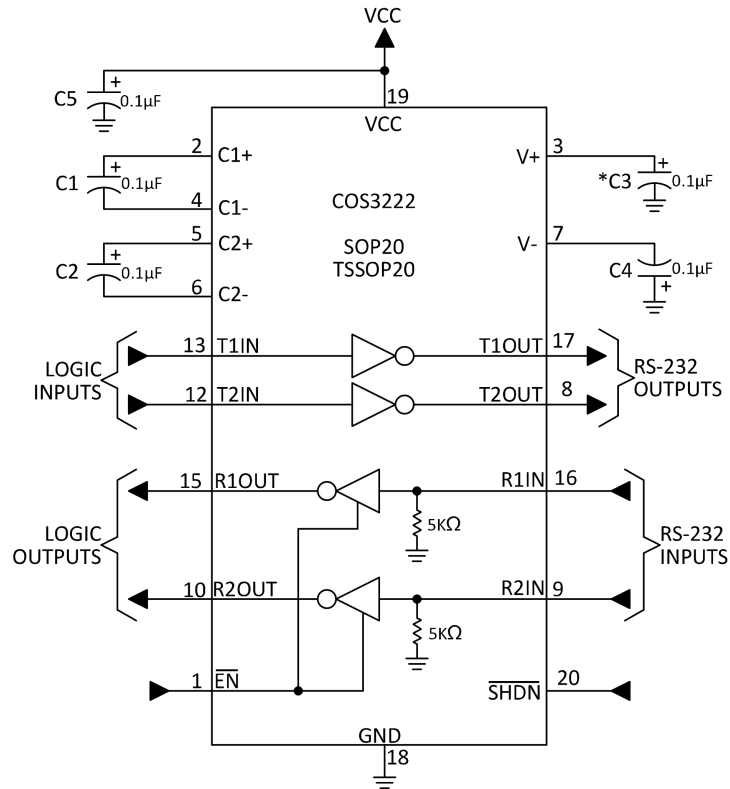 VCC
19
VCC
+
C5
0.1µF
2
C1+
+
C1
0.1µF
4
C1-
5
C2+
+
C2
0.1µF
6
C2-
COS3222
SOP20
TSSOP20
3
V+
+
*C3
0.1µF
7
V-
C4
0.1µF
+
LOGIC
INPUTS
13
T1IN
T1OUT
17
12
T2IN
T2OUT
8
RS-232
OUTPUTS
LOGIC
OUTPUTS
15
R1OUT
R1IN
16
5KΩ
10
R2OUT
R2IN
9
5KΩ
RS-232
INPUTS
1
E̅N̅
S̅H̅D̅N̅
20
GND
18